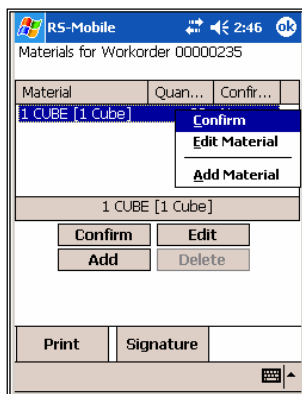 RS-Mobile 2:46 ok
Materials for Workorder 00000235
Material Quan... Confir...
1 CUBE [1 Cube]
Confirm
Edit Material
Add Material
1 CUBE [1 Cube]
Confirm Edit
Add Delete
Print Signature